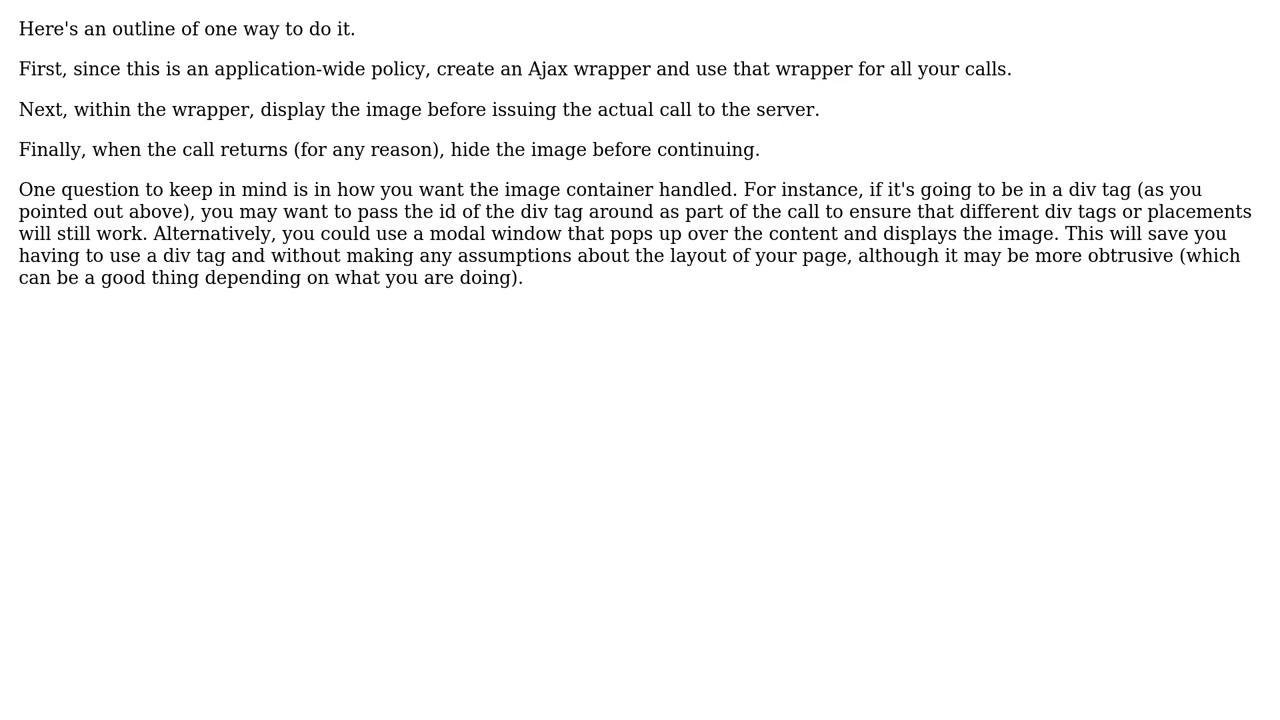 Here's an outline of one way to do it.
First, since this is an application-wide policy, create an Ajax wrapper and use that wrapper for all your calls.
Next, within the wrapper, display the image before issuing the actual call to the server.
Finally, when the call returns (for any reason), hide the image before continuing.
One question to keep in mind is in how you want the image container handled. For instance, if it's going to be in a div tag (as you
pointed out above), you may want to pass the id of the div tag around as part of the call to ensure that different div tags or placements
will still work. Alternatively, you could use a modal window that pops up over the content and displays the image. This will save you
having to use a div tag and without making any assumptions about the layout of your page, although it may be more obtrusive (which
can be a good thing depending on what you are doing).